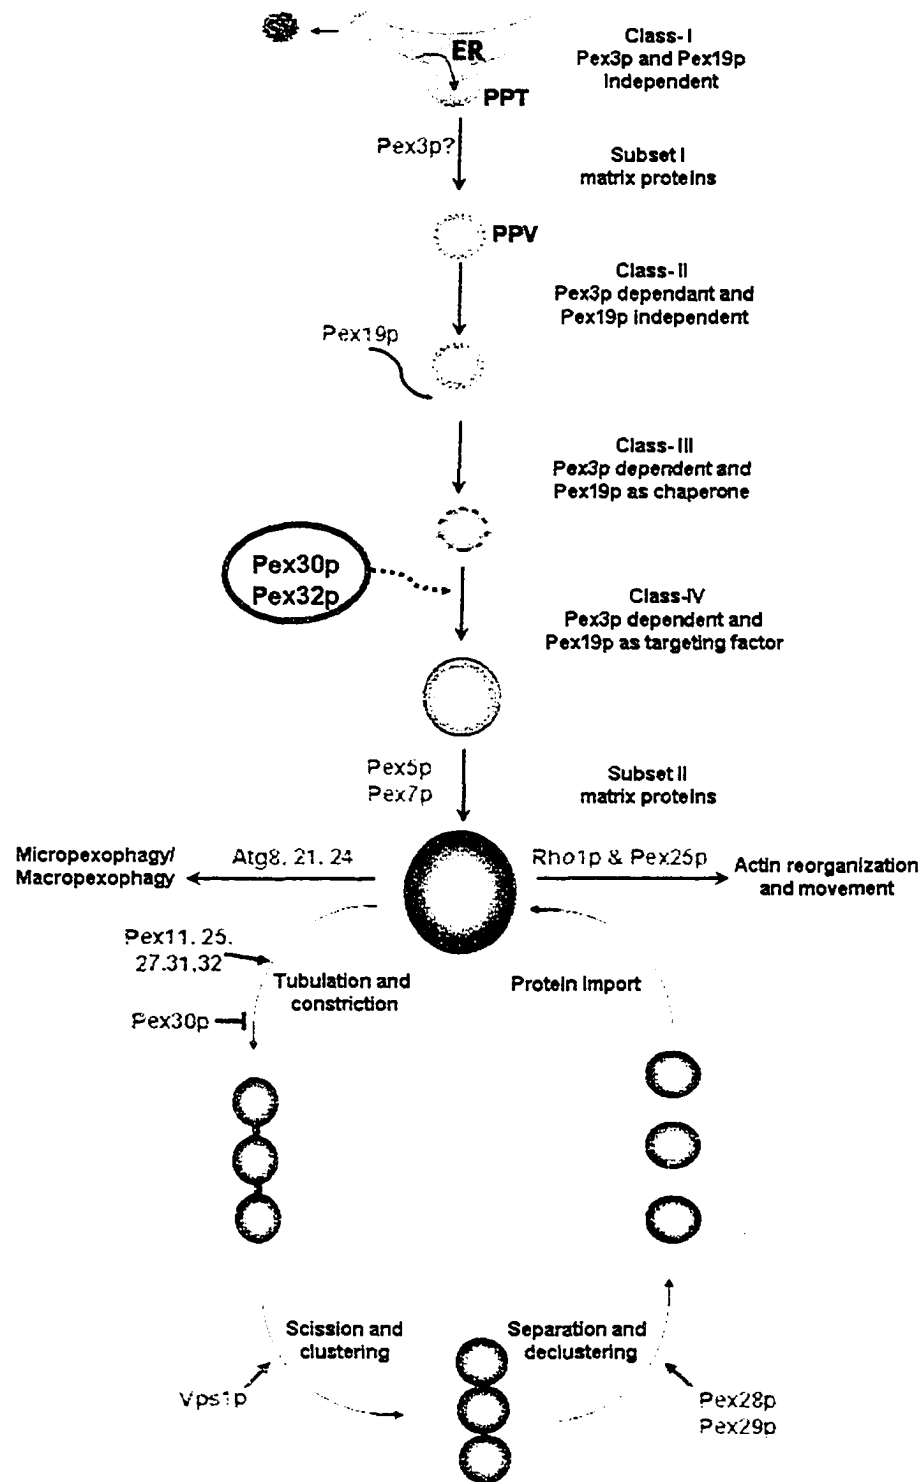 ER
PPT
Class-I
Pex3p and Pex19p
independent
Pex3p?
Subset I
matrix proteins
PPV
Class-II
Pex3p dependant and
Pex19p independent
Pex19p
Class-III
Pex3p dependent and
Pex19p as chaperone
Pex30p
Pex32p
Class-IV
Pex3p dependent and
Pex19p as targeting factor
Pex5p
Pex7p
Subset II
matrix proteins
Micropexophagy/
Macropexophagy
Atg8, 21, 24
Rho1p & Pex25p
Actin reorganization
and movement
Pex11, 25,
27,31,32
Tubulation and
constriction
Protein import
Pex30p
Scission and
clustering
Separation and
declustering
Vps1p
Pex28p
Pex29p